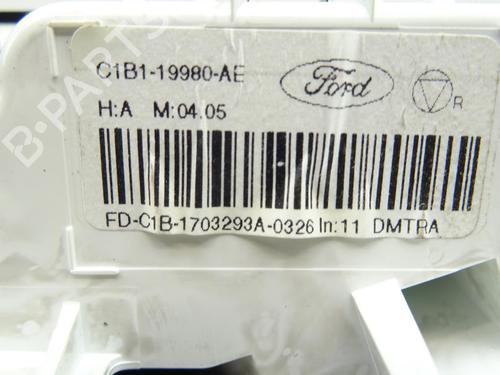 C1B1-19980-AE
Ford
R
H:A M:04.05
FD-C1B-1703293A-0326 In:11 DMTRA
B-PARTS